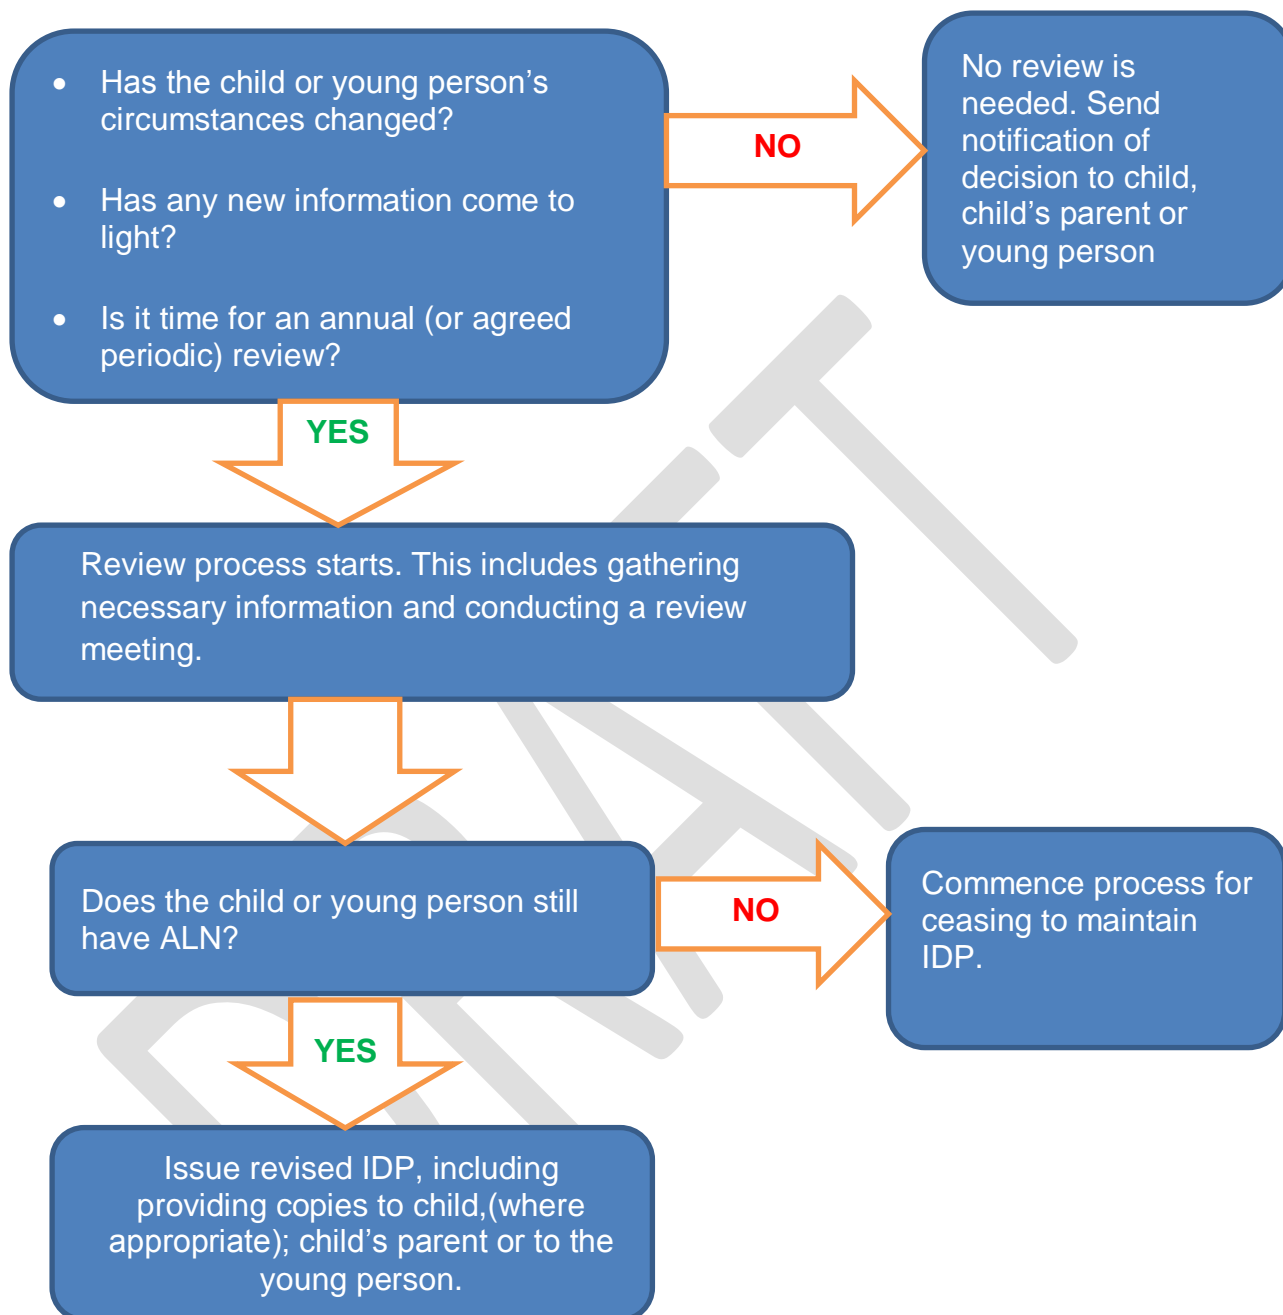 • Has the child or young person's
circumstances changed?
• Has any new information come to
light?
• Is it time for an annual (or agreed
periodic) review?
NO
No review is
needed. Send
notification of
decision to child,
child's parent or
young person
YES
Review process starts. This includes gathering
necessary information and conducting a review
meeting.
Does the child or young person still
have ALN?
NO
Commence process for
ceasing to maintain
IDP.
YES
Issue revised IDP, including
providing copies to child,(where
appropriate); child's parent or to the
young person.
DRAFT